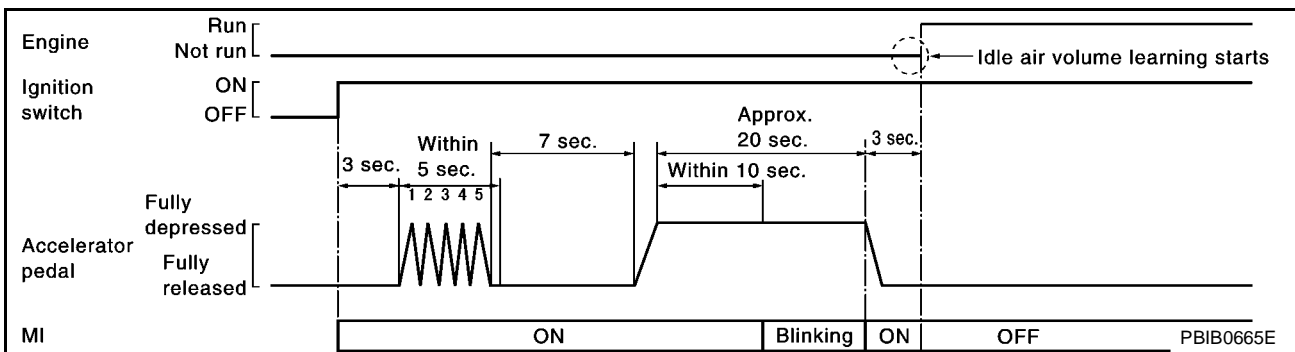 Engine
Run
Not run
Idle air volume learning starts
Ignition
switch
ON
OFF
3 sec.
Within
5 sec.
1 2 3 4 5
7 sec.
Approx.
20 sec.
Within 10 sec.
3 sec.
Accelerator
pedal
Fully
depressed
Fully
released
MI
ON
Blinking
ON
OFF
PBIB0665E